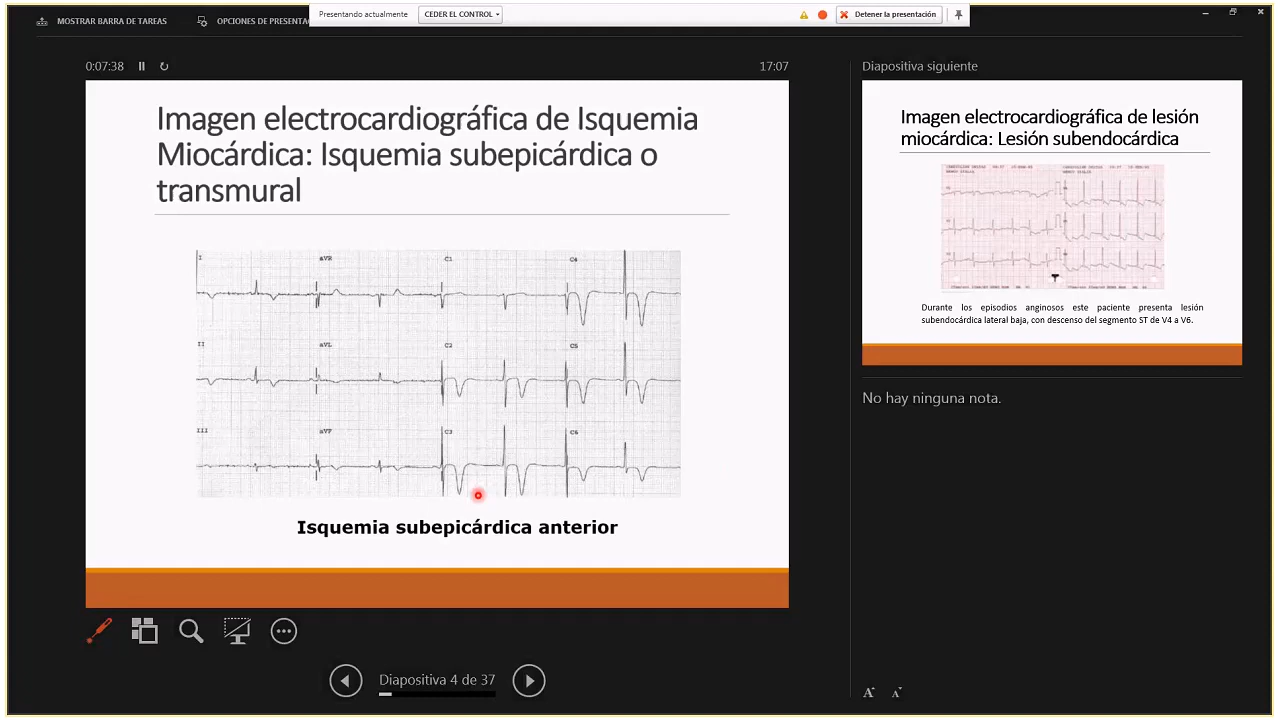 MOSTRAR BARRA DE TAREAS
OPCIONES DE PRESENTA
Presentando actualmente
CEDER EL CONTROL
Detener la presentación
0:07:38
17:07
Imagen electrocardiográfica de Isquemia
Miocárdica: Isquemia subepicárdica o
transmural
I
aVR
C1
C4
II
aVL
C2
C5
III
aVF
C3
C6
Isquemia subepicárdica anterior
Diapositiva 4 de 37
Diapositiva siguiente
Imagen electrocardiográfica de lesión
miocárdica: Lesión subendocárdica
Durante los episodios anginosos este paciente presenta lesión
subendocárdica lateral baja, con descenso del segmento ST de V4 a V6.
No hay ninguna nota.
A A